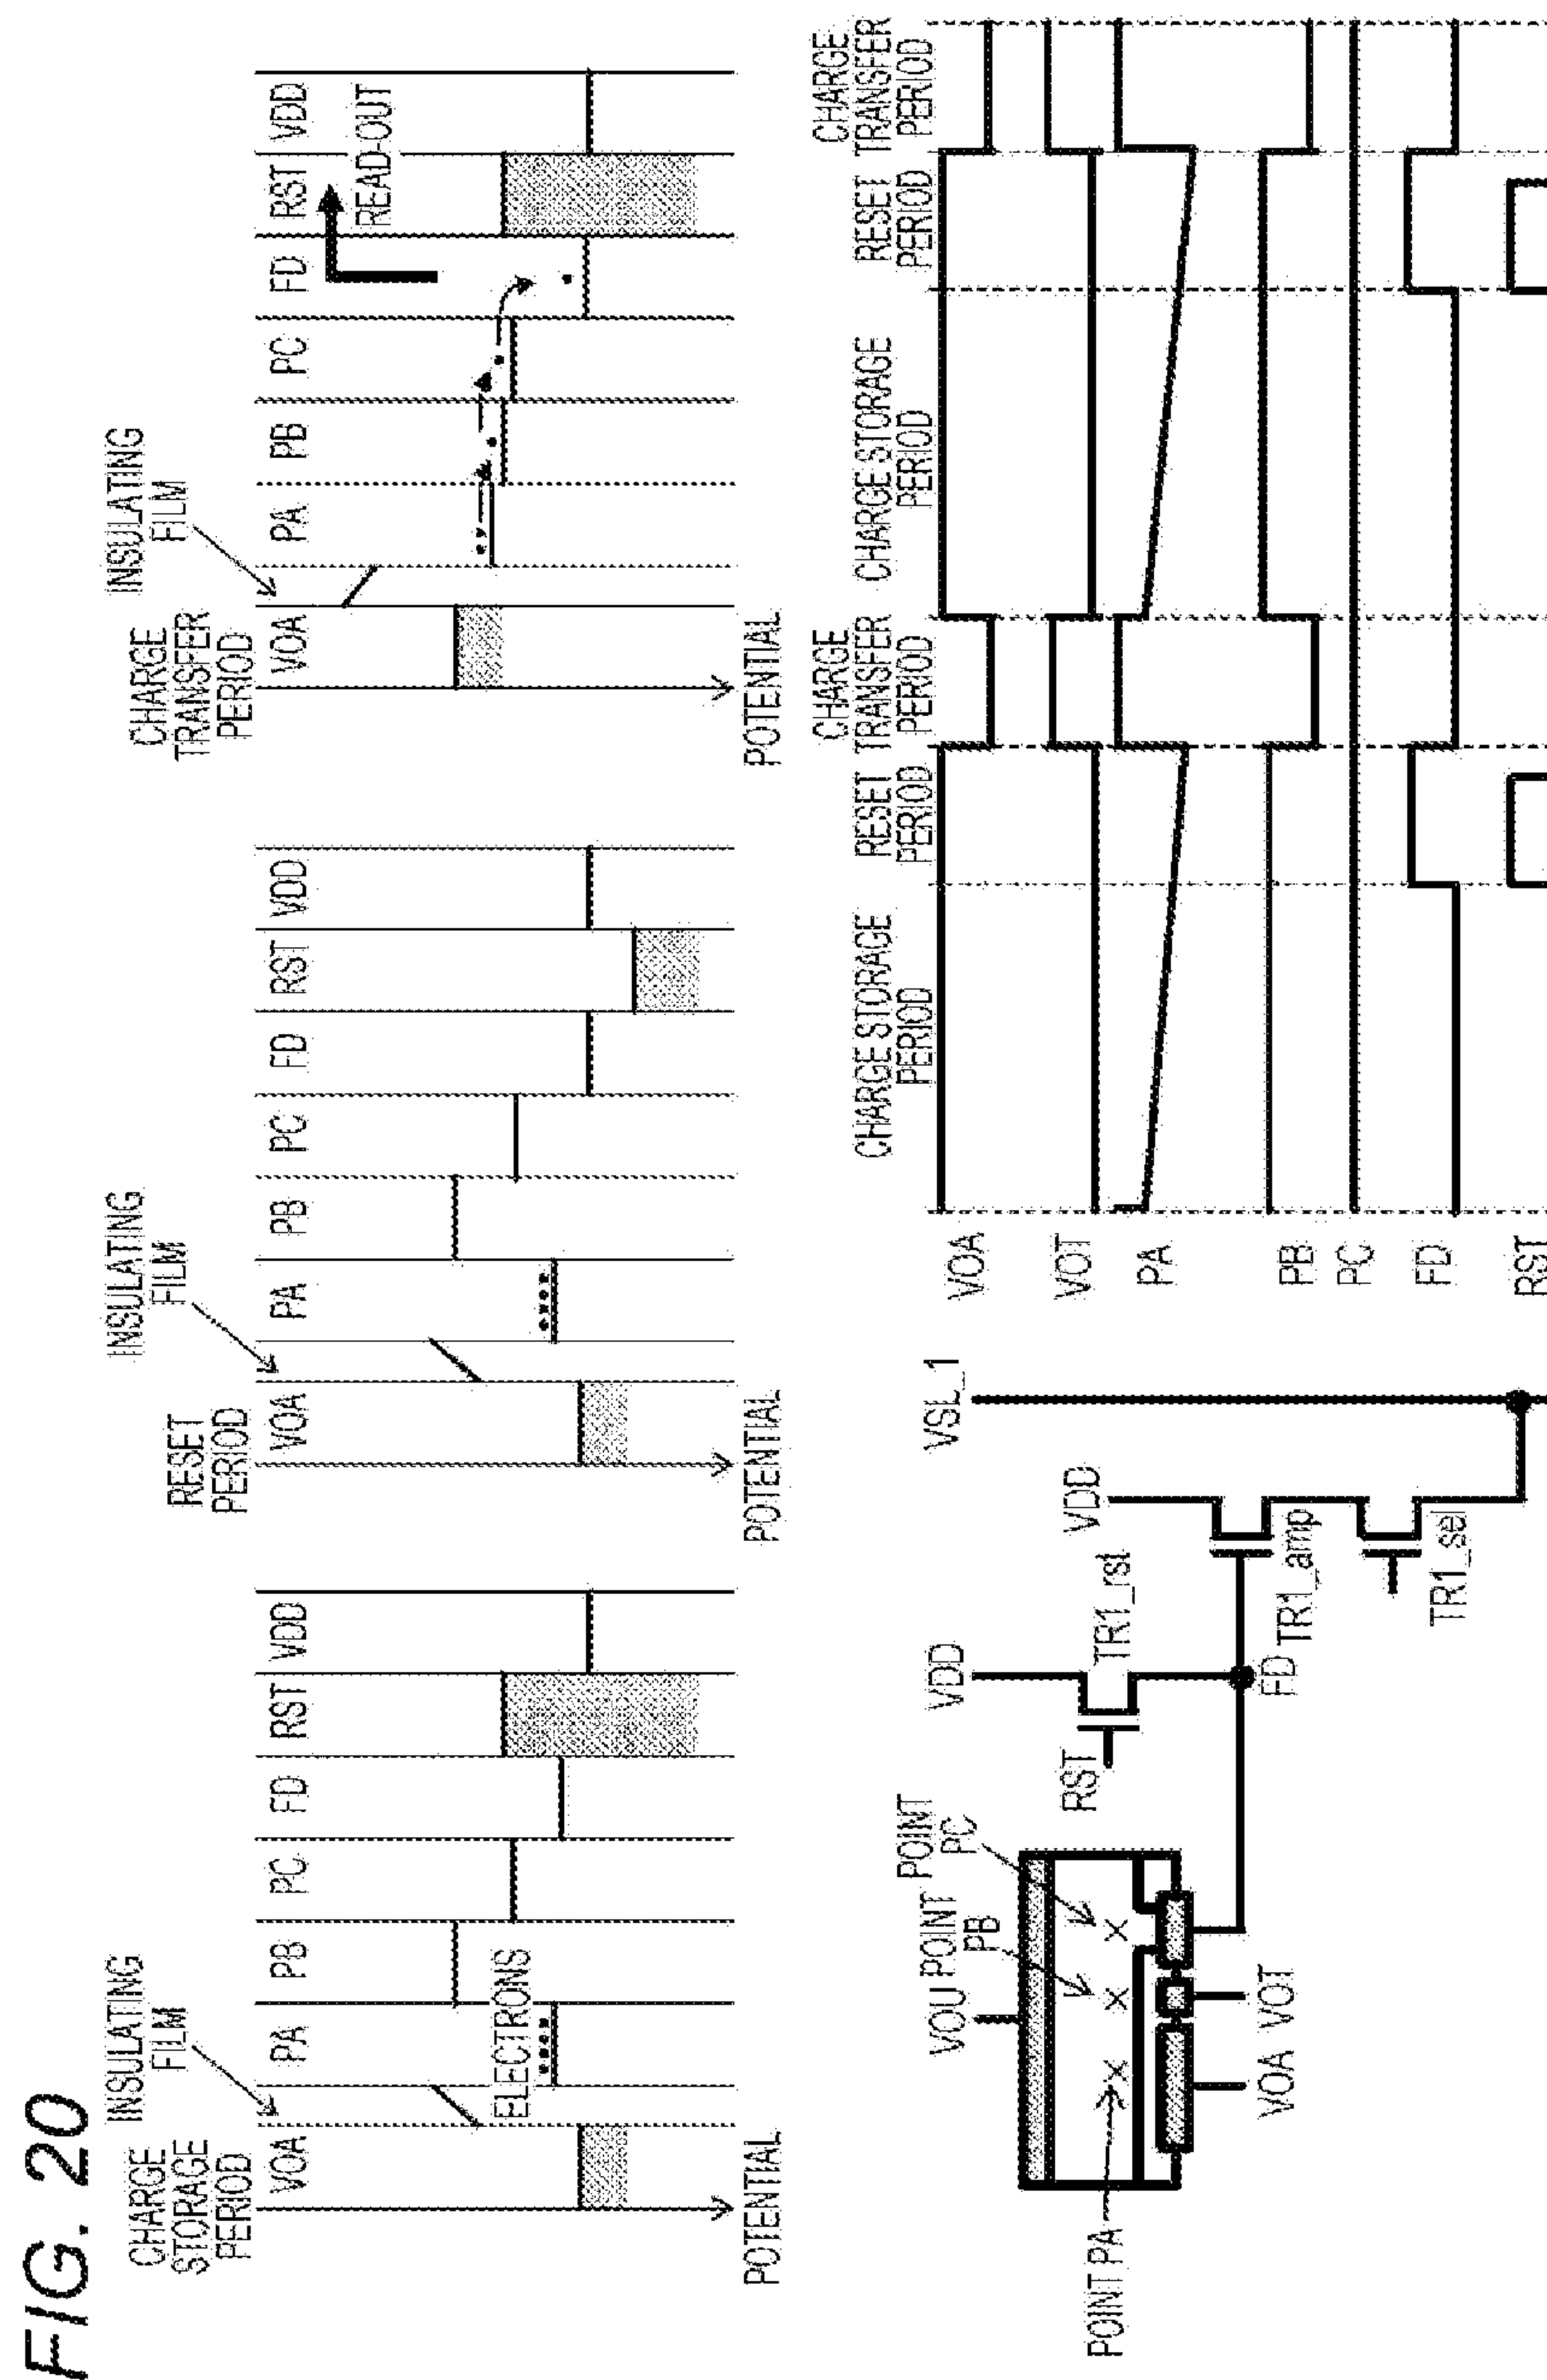 FIG. 20
CHARGE
STORAGE
PERIOD
INSULATING
FILM
VOA
PA
PB
PC
FD
RST
VDD
ELECTRONS
POTENTIAL
RESET
PERIOD
INSULATING
FILM
VOA
PA
PB
PC
FD
RST
VDD
POTENTIAL
CHARGE
TRANSFER
PERIOD
INSULATING
FILM
VOA
PA
PB
PC
FD
RST
VDD
READ-OUT
POTENTIAL
POINT PA
VOU
POINT
PB
POINT
PC
VOA
VOT
RST
VDD
TR1_rst
FD
VDD
TR1_amp
TR1_sel
VSL_1
CHARGE STORAGE
PERIOD
RESET
PERIOD
CHARGE
TRANSFER
PERIOD
CHARGE STORAGE
PERIOD
RESET
PERIOD
CHARGE
TRANSFER
PERIOD
VOA
VOT
PA
PB
PC
FD
RST